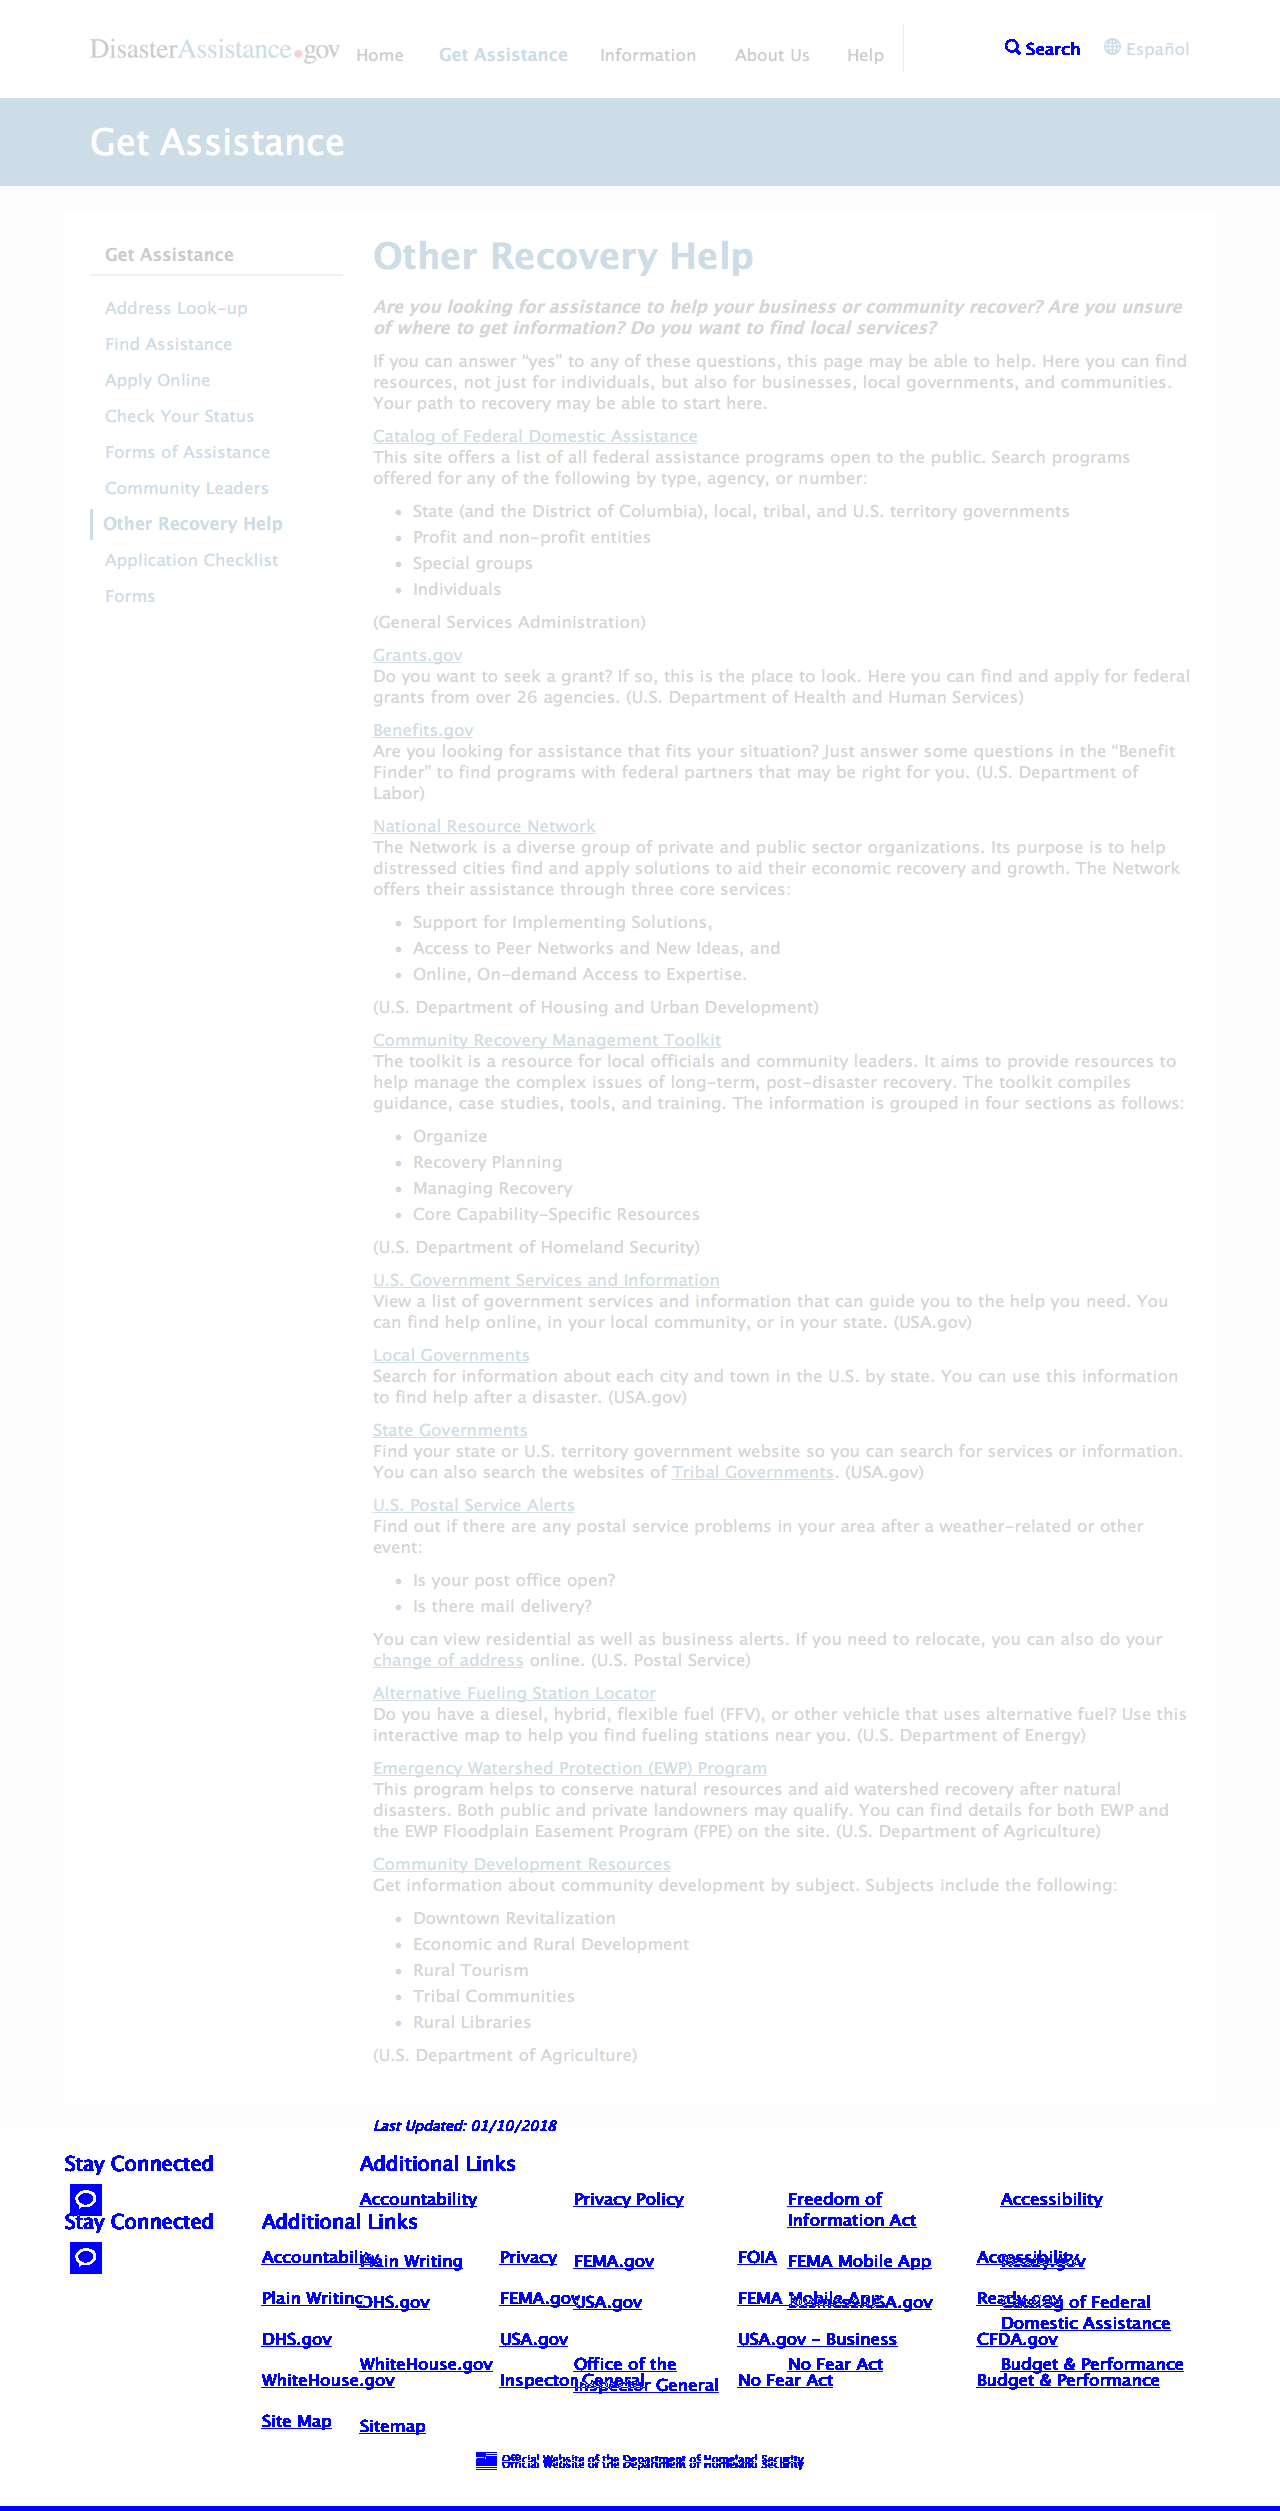 DisasterAssistance.gov Home Get Assistance Information About Us Help Search Español
Get Assistance
Get Assistance
Address Look-up
Find Assistance
Apply Online
Check Your Status
Forms of Assistance
Community Leaders
Other Recovery Help
Application Checklist
Forms
Other Recovery Help
Are you looking for assistance to help your business or community recover? Are you unsure
of where to get information? Do you want to find local services?
If you can answer “yes” to any of these questions, this page may be able to help. Here you can find
resources, not just for individuals, but also for businesses, local governments, and communities.
Your path to recovery may be able to start here.
Catalog of Federal Domestic Assistance
This site offers a list of all federal assistance programs open to the public. Search programs
offered for any of the following by type, agency, or number:
• State (and the District of Columbia), local, tribal, and U.S. territory governments
• Profit and non-profit entities
• Special groups
• Individuals
(General Services Administration)
Grants.gov
Do you want to seek a grant? If so, this is the place to look. Here you can find and apply for federal
grants from over 26 agencies. (U.S. Department of Health and Human Services)
Benefits.gov
Are you looking for assistance that fits your situation? Just answer some questions in the “Benefit
Finder” to find programs with federal partners that may be right for you. (U.S. Department of
Labor)
National Resource Network
The Network is a diverse group of private and public sector organizations. Its purpose is to help
distressed cities find and apply solutions to aid their economic recovery and growth. The Network
offers their assistance through three core services:
• Support for Implementing Solutions,
• Access to Peer Networks and New Ideas, and
• Online, On-demand Access to Expertise.
(U.S. Department of Housing and Urban Development)
Community Recovery Management Toolkit
The toolkit is a resource for local officials and community leaders. It aims to provide resources to
help manage the complex issues of long-term, post-disaster recovery. The toolkit compiles
guidance, case studies, tools, and training. The information is grouped in four sections as follows:
• Organize
• Recovery Planning
• Managing Recovery
• Core Capability-Specific Resources
(U.S. Department of Homeland Security)
U.S. Government Services and Information
View a list of government services and information that can guide you to the help you need. You
can find help online, in your local community, or in your state. (USA.gov)
Local Governments
Search for information about each city and town in the U.S. by state. You can use this information
to find help after a disaster. (USA.gov)
State Governments
Find your state or U.S. territory government website so you can search for services or information.
You can also search the websites of Tribal Governments. (USA.gov)
U.S. Postal Service Alerts
Find out if there are any postal service problems in your area after a weather-related or other
event:
• Is your post office open?
• Is there mail delivery?
You can view residential as well as business alerts. If you need to relocate, you can also do your
change of address online. (U.S. Postal Service)
Alternative Fueling Station Locator
Do you have a diesel, hybrid, flexible fuel (FFV), or other vehicle that uses alternative fuel? Use this
interactive map to help you find fueling stations near you. (U.S. Department of Energy)
Emergency Watershed Protection (EWP) Program
This program helps to conserve natural resources and aid watershed recovery after natural
disasters. Both public and private landowners may qualify. You can find details for both EWP and
the EWP Floodplain Easement Program (FPE) on the site. (U.S. Department of Agriculture)
Community Development Resources
Get information about community development by subject. Subjects include the following:
• Downtown Revitalization
• Economic and Rural Development
• Rural Tourism
• Tribal Communities
• Rural Libraries
(U.S. Department of Agriculture)
Last Updated: 01/10/2018
Stay Connected Additional Links
Accountability Privacy Policy Freedom of Accessibility
Information Act
Stay Connected Additional Links
Accountability Privacy FOIA Accessibility
Plain Writing FEMA.gov FEMA Mobile App Ready.gov
Plain Writing FEMA.gov FEMA Mobile App Ready.gov
DHS.gov USA.gov BusinessUSA.gov Catalog of Federal
Domestic Assistance
DHS.gov USA.gov USA.gov - Business CFDA.gov
WhiteHouse.gov Office of the No Fear Act Budget & Performance
Inspector General
WhiteHouse.gov Inspector General No Fear Act Budget & Performance
Site Map Sitemap
Official Website of the Department of Homeland Security